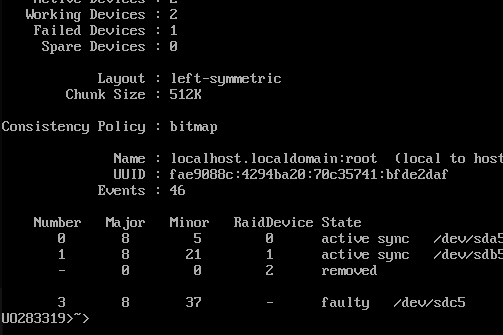 Active Devices : 2
Working Devices : 2
Failed Devices : 1
Spare Devices : 0
Layout : left-symmetric
Chunk Size : 512K
Consistency Policy : bitmap
Name : localhost.localdomain:root (local to host
UUID : fae9088c:4294ba20:70c35741:bfde2daf
Events : 46
Number Major Minor RaidDevice State
0 8 5 0 active sync /dev/sda5
1 8 21 1 active sync /dev/sdb5
- 0 0 2 removed
3 8 37 - faulty /dev/sdc5
UO283319>~>